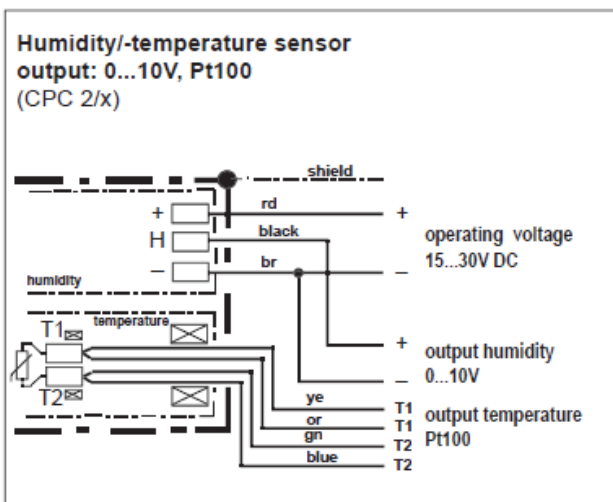 Humidity/-temperature sensor
output: 0...10V, Pt100
(CPC 2/x)
shield
+ rd +
H black
operating voltage
15...30V DC
– br –
humidity
T1 temperature
+
output humidity
0...10V
–
T2
ye T1
or T1
output temperature
Pt100
gn T2
blue T2